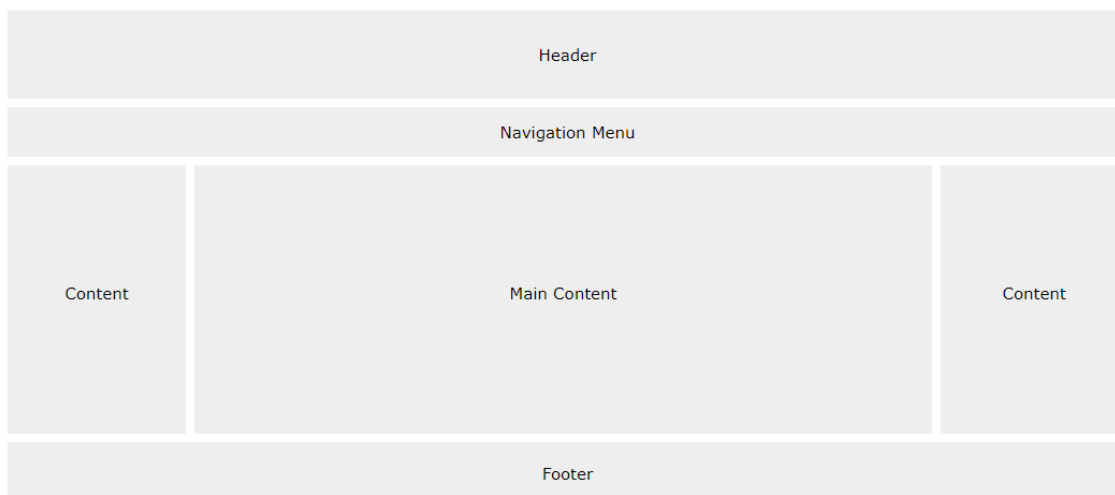 Header
Navigation Menu
Content
Main Content
Content
Footer